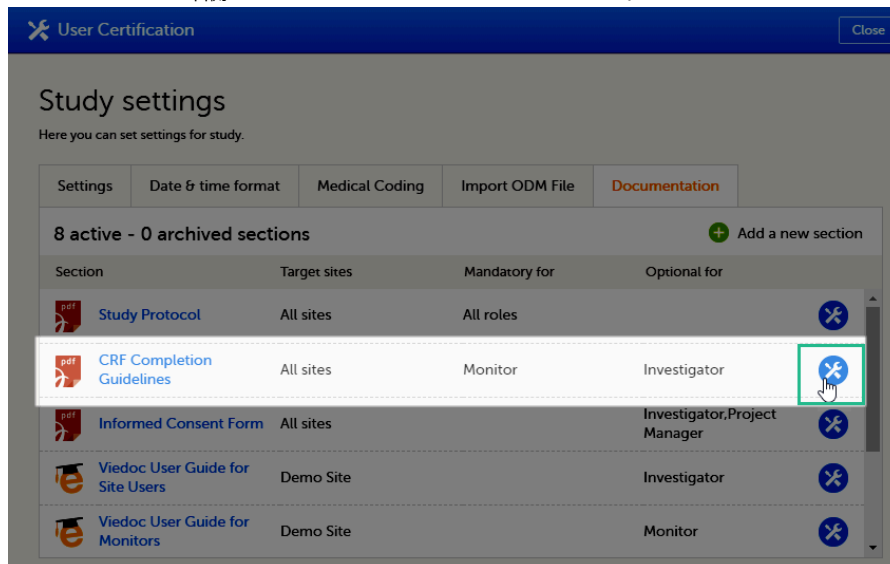 User Certification
Close
Study settings
Here you can set settings for study.
Settings Date & time format Medical Coding Import ODM File Documentation
8 active - 0 archived sections
Add a new section
Section Target sites Mandatory for Optional for
pdf Study Protocol All sites All roles
pdf CRF Completion
Guidelines All sites Monitor Investigator
pdf Informed Consent Form All sites Investigator,Project
Manager
Viedoc User Guide for
Site Users Demo Site Investigator
Viedoc User Guide for
Monitors Demo Site Monitor